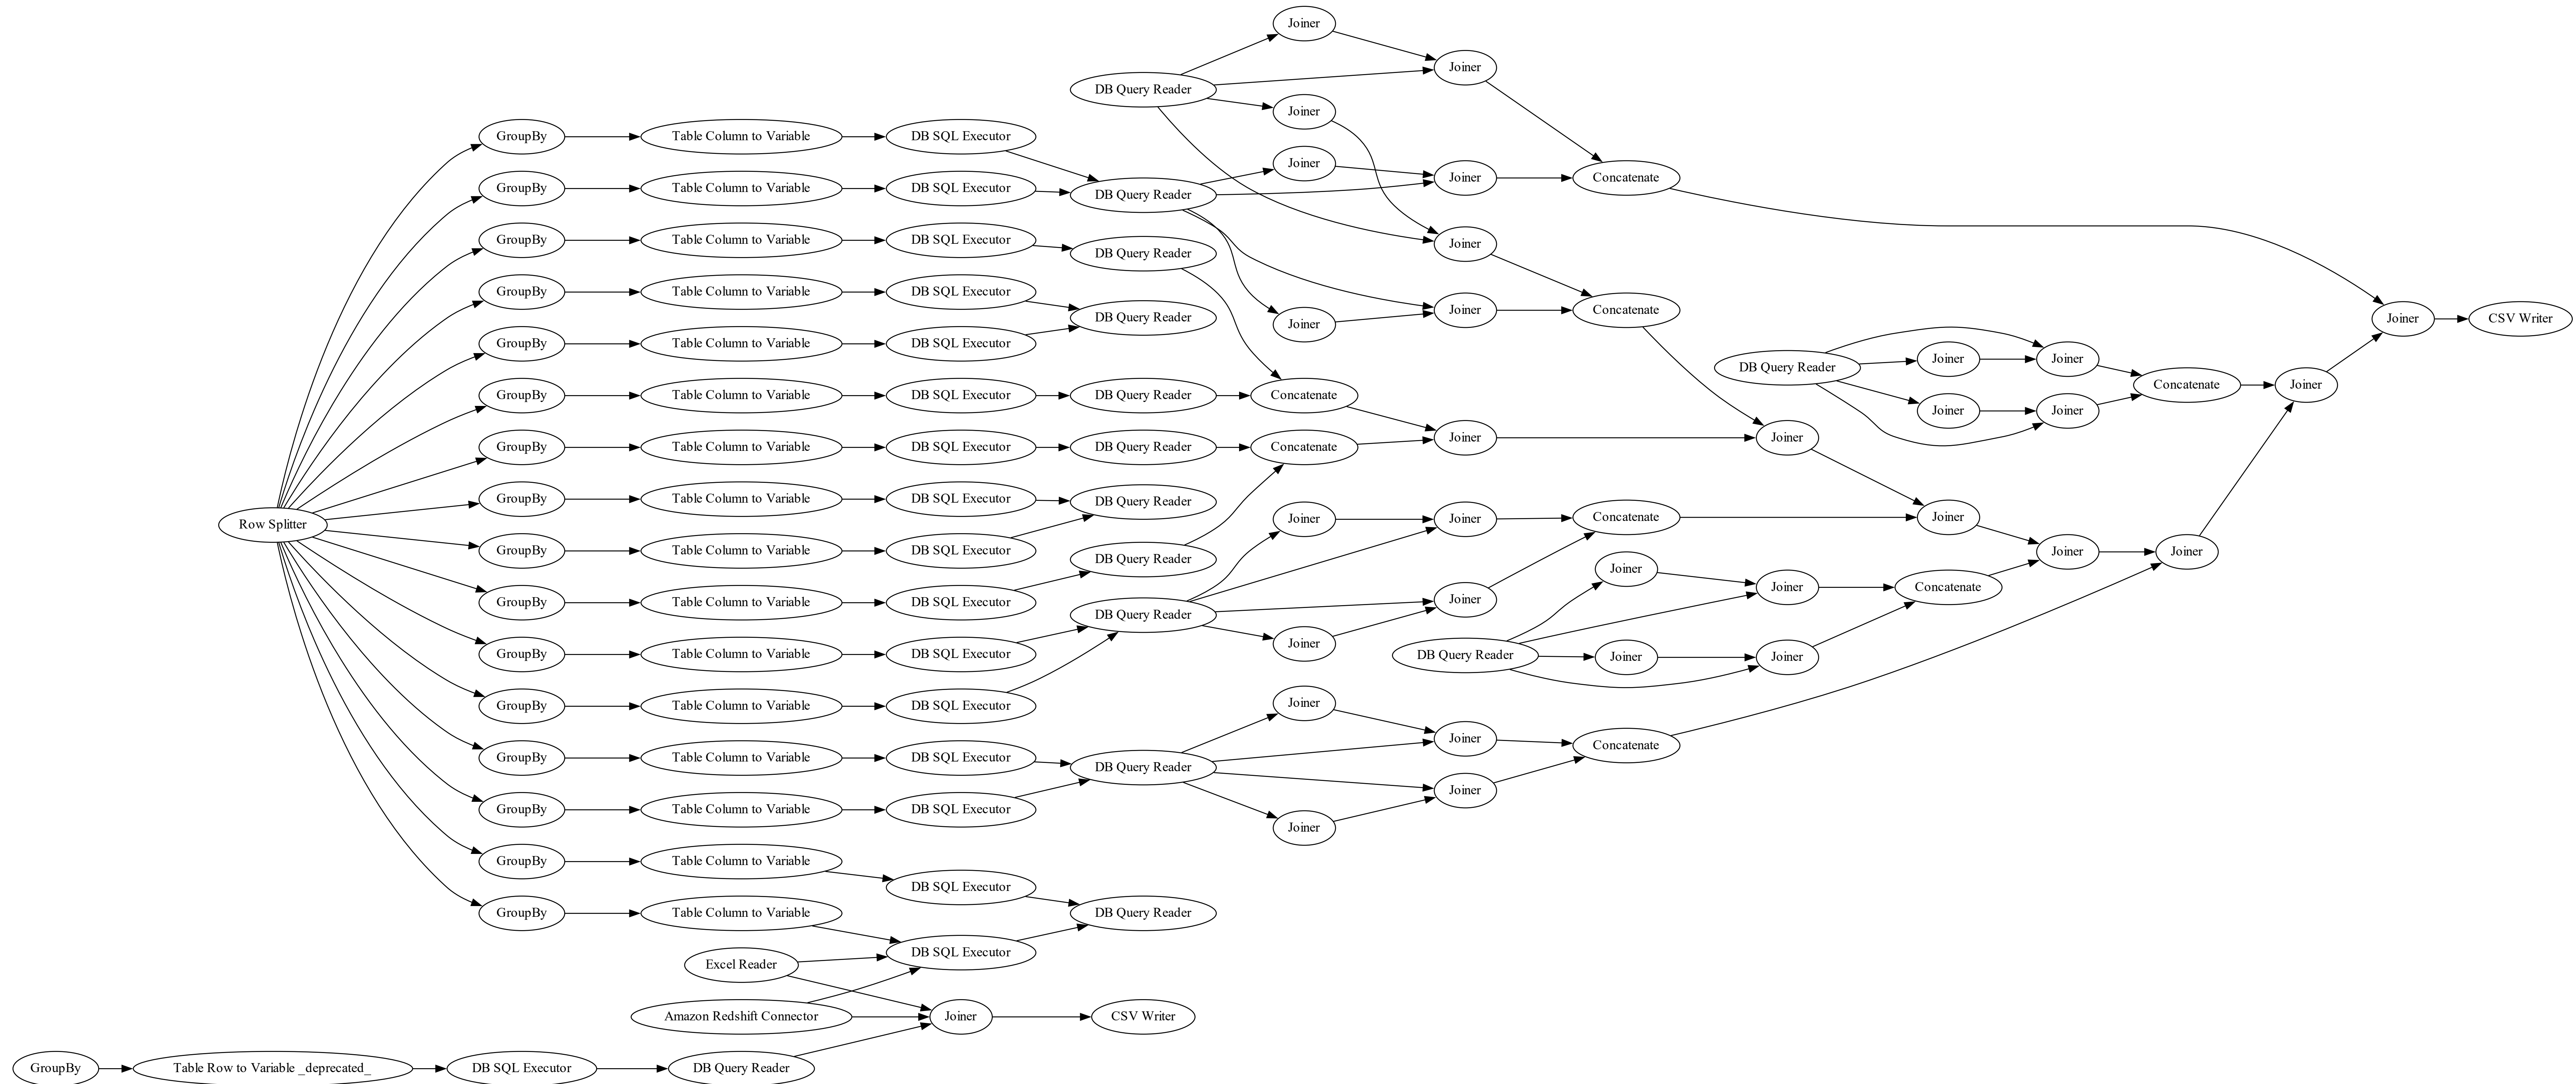 Joiner
Joiner
DB Query Reader
Joiner
GroupBy
Table Column to Variable
DB SQL Executor
Joiner
Joiner
Concatenate
GroupBy
Table Column to Variable
DB SQL Executor
DB Query Reader
GroupBy
Table Column to Variable
DB SQL Executor
Joiner
DB Query Reader
GroupBy
Table Column to Variable
DB SQL Executor
Joiner
Concatenate
DB Query Reader
Joiner
Joiner
CSV Writer
GroupBy
Table Column to Variable
DB SQL Executor
Joiner
Joiner
DB Query Reader
Concatenate
Joiner
GroupBy
Table Column to Variable
DB SQL Executor
DB Query Reader
Concatenate
Joiner
Joiner
Joiner
Joiner
GroupBy
Table Column to Variable
DB SQL Executor
DB Query Reader
Concatenate
GroupBy
Table Column to Variable
DB SQL Executor
DB Query Reader
Row Splitter
Joiner
Joiner
Concatenate
Joiner
GroupBy
Table Column to Variable
DB SQL Executor
Joiner
Joiner
DB Query Reader
Joiner
Joiner
Concatenate
GroupBy
Table Column to Variable
DB SQL Executor
Joiner
DB Query Reader
Joiner
GroupBy
Table Column to Variable
DB SQL Executor
DB Query Reader
Joiner
Joiner
GroupBy
Table Column to Variable
DB SQL Executor
Joiner
Joiner
Concatenate
GroupBy
Table Column to Variable
DB SQL Executor
DB Query Reader
Joiner
GroupBy
Table Column to Variable
DB SQL Executor
Joiner
GroupBy
Table Column to Variable
DB SQL Executor
GroupBy
Table Column to Variable
DB Query Reader
DB SQL Executor
Excel Reader
Amazon Redshift Connector
Joiner
CSV Writer
GroupBy
Table Row to Variable _deprecated_
DB SQL Executor
DB Query Reader